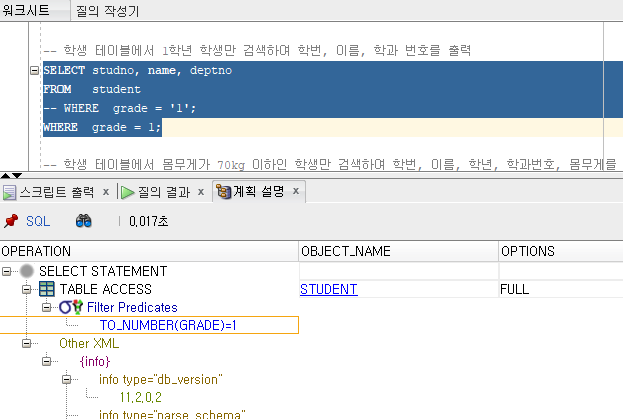 워크시트 질의 작성기
-- 학생 테이블에서 1학년 학생만 검색하여 학번, 이름, 학과 번호를 출력
SELECT studno, name, deptno
FROM student
-- WHERE grade = '1';
WHERE grade = 1;
-- 학생 테이블에서 몸무게가 70kg 이하인 학생만 검색하여 학번, 이름, 학년, 학과번호, 몸무게를
스크립트 출력 x 질의 결과 x 계획 설명 x
SQL 0,017초
OPERATION OBJECT_NAME OPTIONS
SELECT STATEMENT
TABLE ACCESS STUDENT FULL
Filter Predicates
TO_NUMBER(GRADE)=1
Other XML
{info}
info type="db_version"
11,2,0,2
info type="parse_schema"